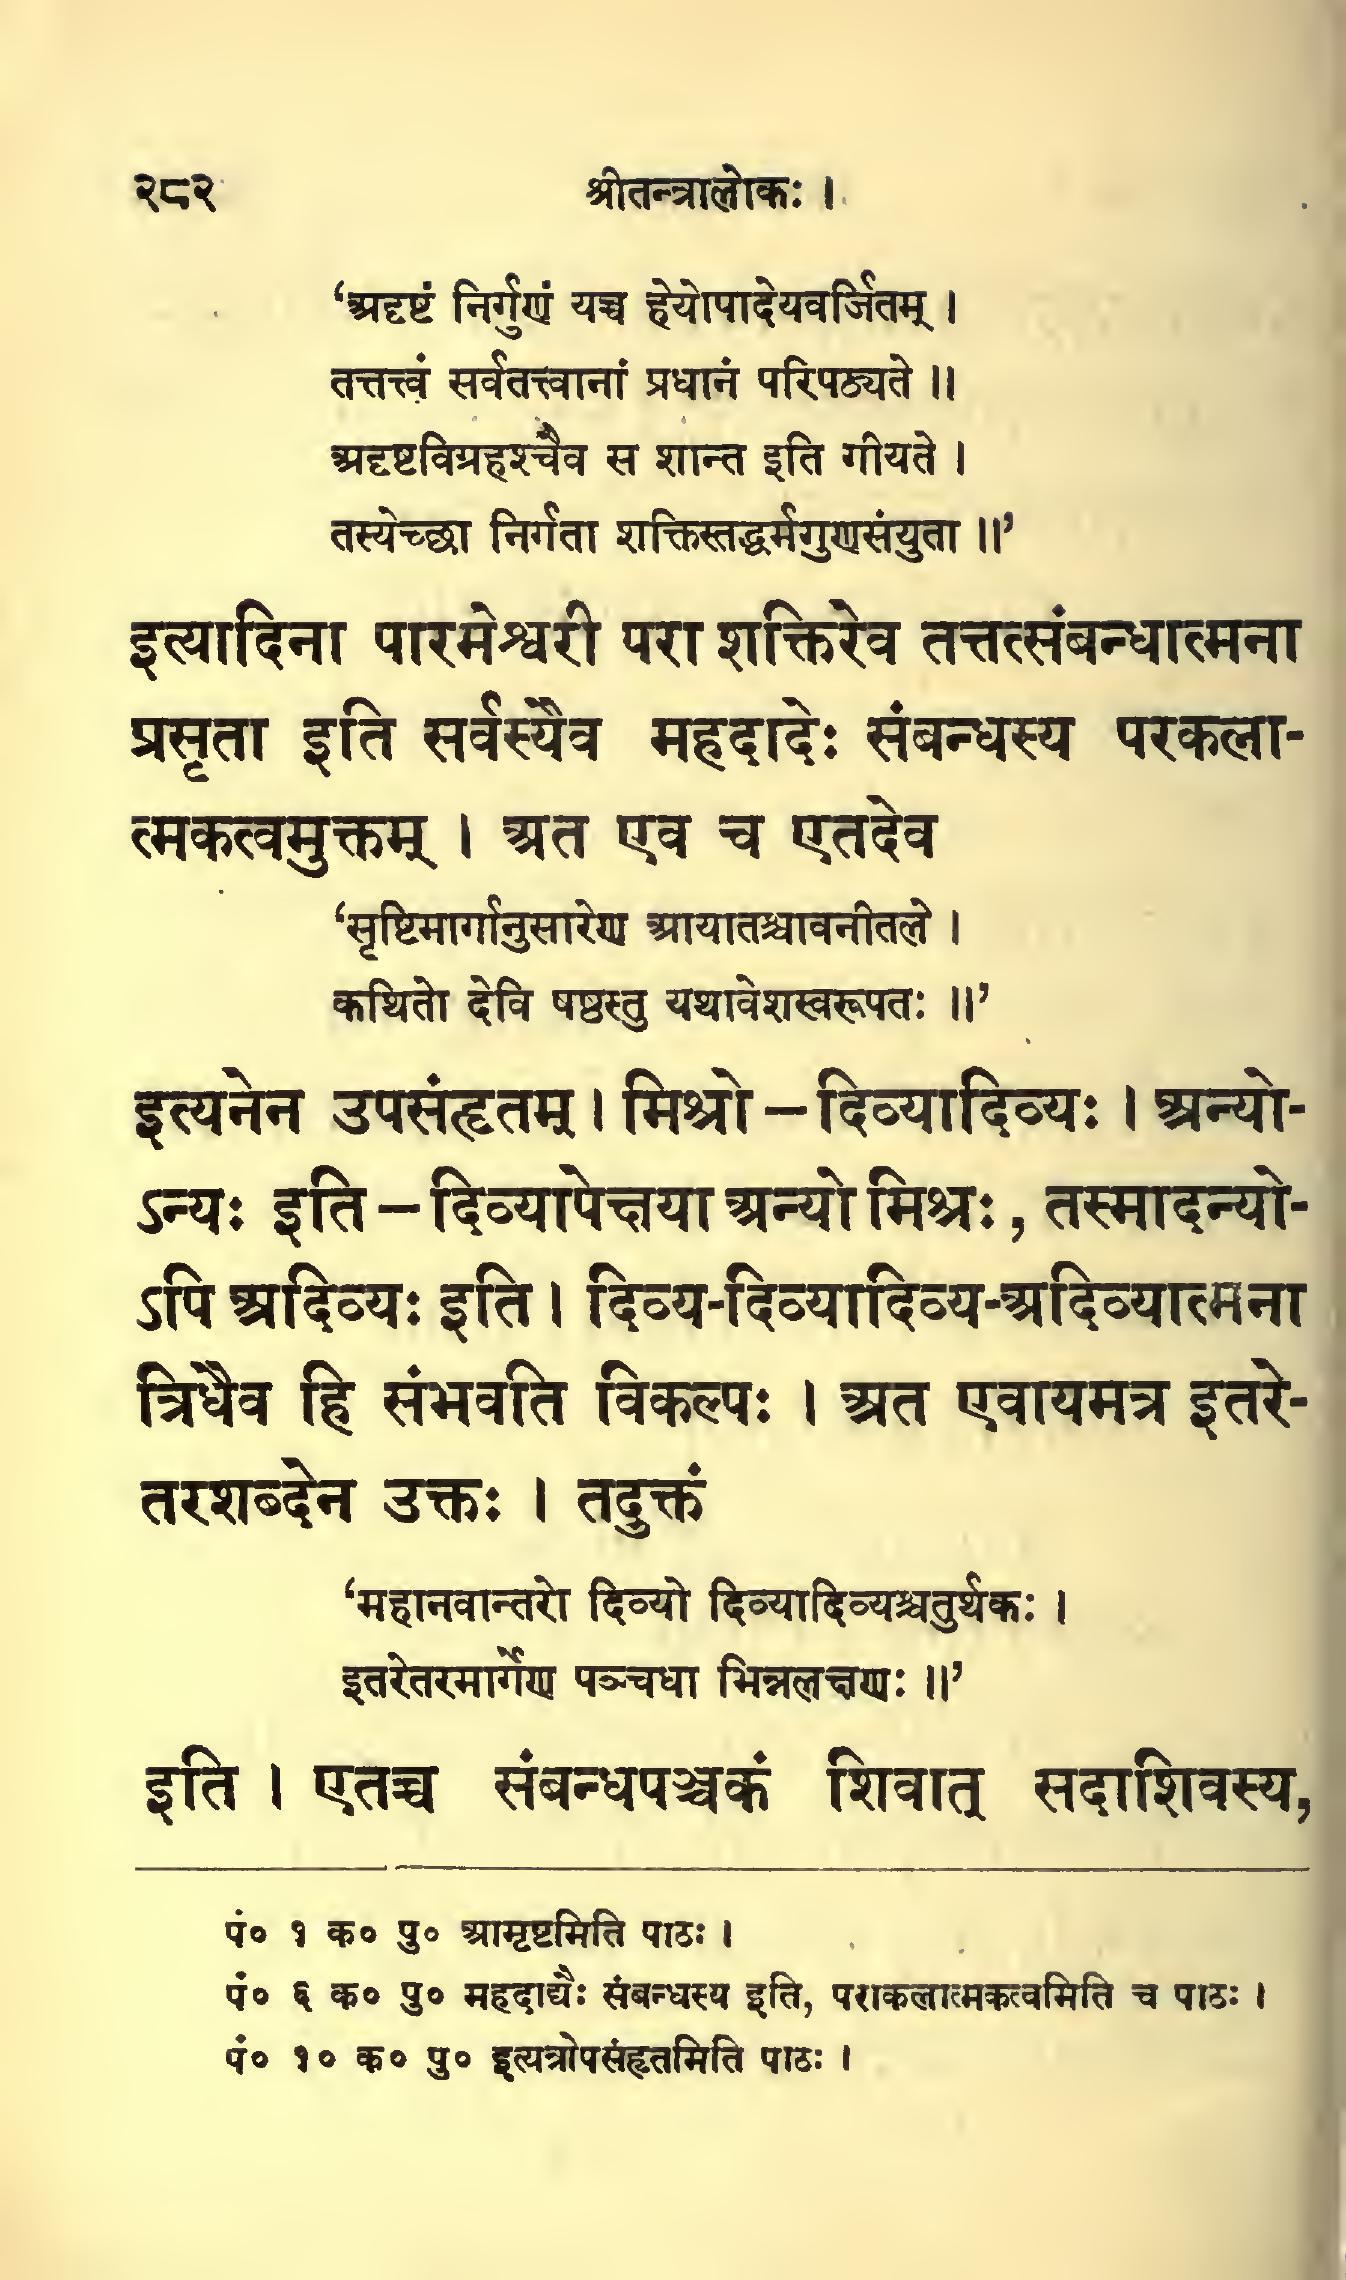 २८२ श्रीतन्त्रालोकः ।
‘अदृष्टं निर्गुणं यच्च हेयोपादेयवर्जितम् ।
तत्तत्त्वं सर्वतत्त्वानां प्रधानं परिपठ्यते ॥
अदृष्टविग्रहश्चैव स शान्त इति गीयते ।
तस्येच्छा निर्गता शक्तिस्तद्धर्मगुणसंयुता ॥’
इत्यादिना पारमेश्वरी परा शक्तिरेव तत्तत्संबन्धात्मना
प्रसृता इति सर्वस्यैव महदादेः संबन्धस्य परकला-
त्मकत्वमुक्तम् । अत एव च एतदेव
‘सृष्टिमार्गानुसारेण आयातश्चावनीतले ।
कथितो देवि षष्ठस्तु यथावेशस्वरूपतः ॥’
इत्यनेन उपसंहृतम् । मिश्रो – दिव्यादिव्यः । अन्यो-
ऽन्यः इति – दिव्यापेक्षया अन्यो मिश्रः, तस्मादन्यो-
ऽपि अदिव्यः इति । दिव्य-दिव्यादिव्य-अदिव्यात्मना
त्रिधैव हि संभवति विकल्पः । अत एवायमत्र इतरे-
तरशब्देन उक्तः । तदुक्तं
‘महानवान्तरो दिव्यो दिव्यादिव्यश्चतुर्थकः ।
इतरेतरमार्गेण पञ्चधा भिन्नलक्षणः ॥’
इति । एतच्च संबन्धपञ्चकं शिवात् सदाशिवस्य,
पं० १ क० पु० आमृष्टमिति पाठः ।
पं० ६ क० पु० महदाद्यैः संबन्धस्य इति, पराकलात्मकत्वमिति च पाठः ।
पं० १० क० पु० इत्यत्रोपसंहृतमिति पाठः ।